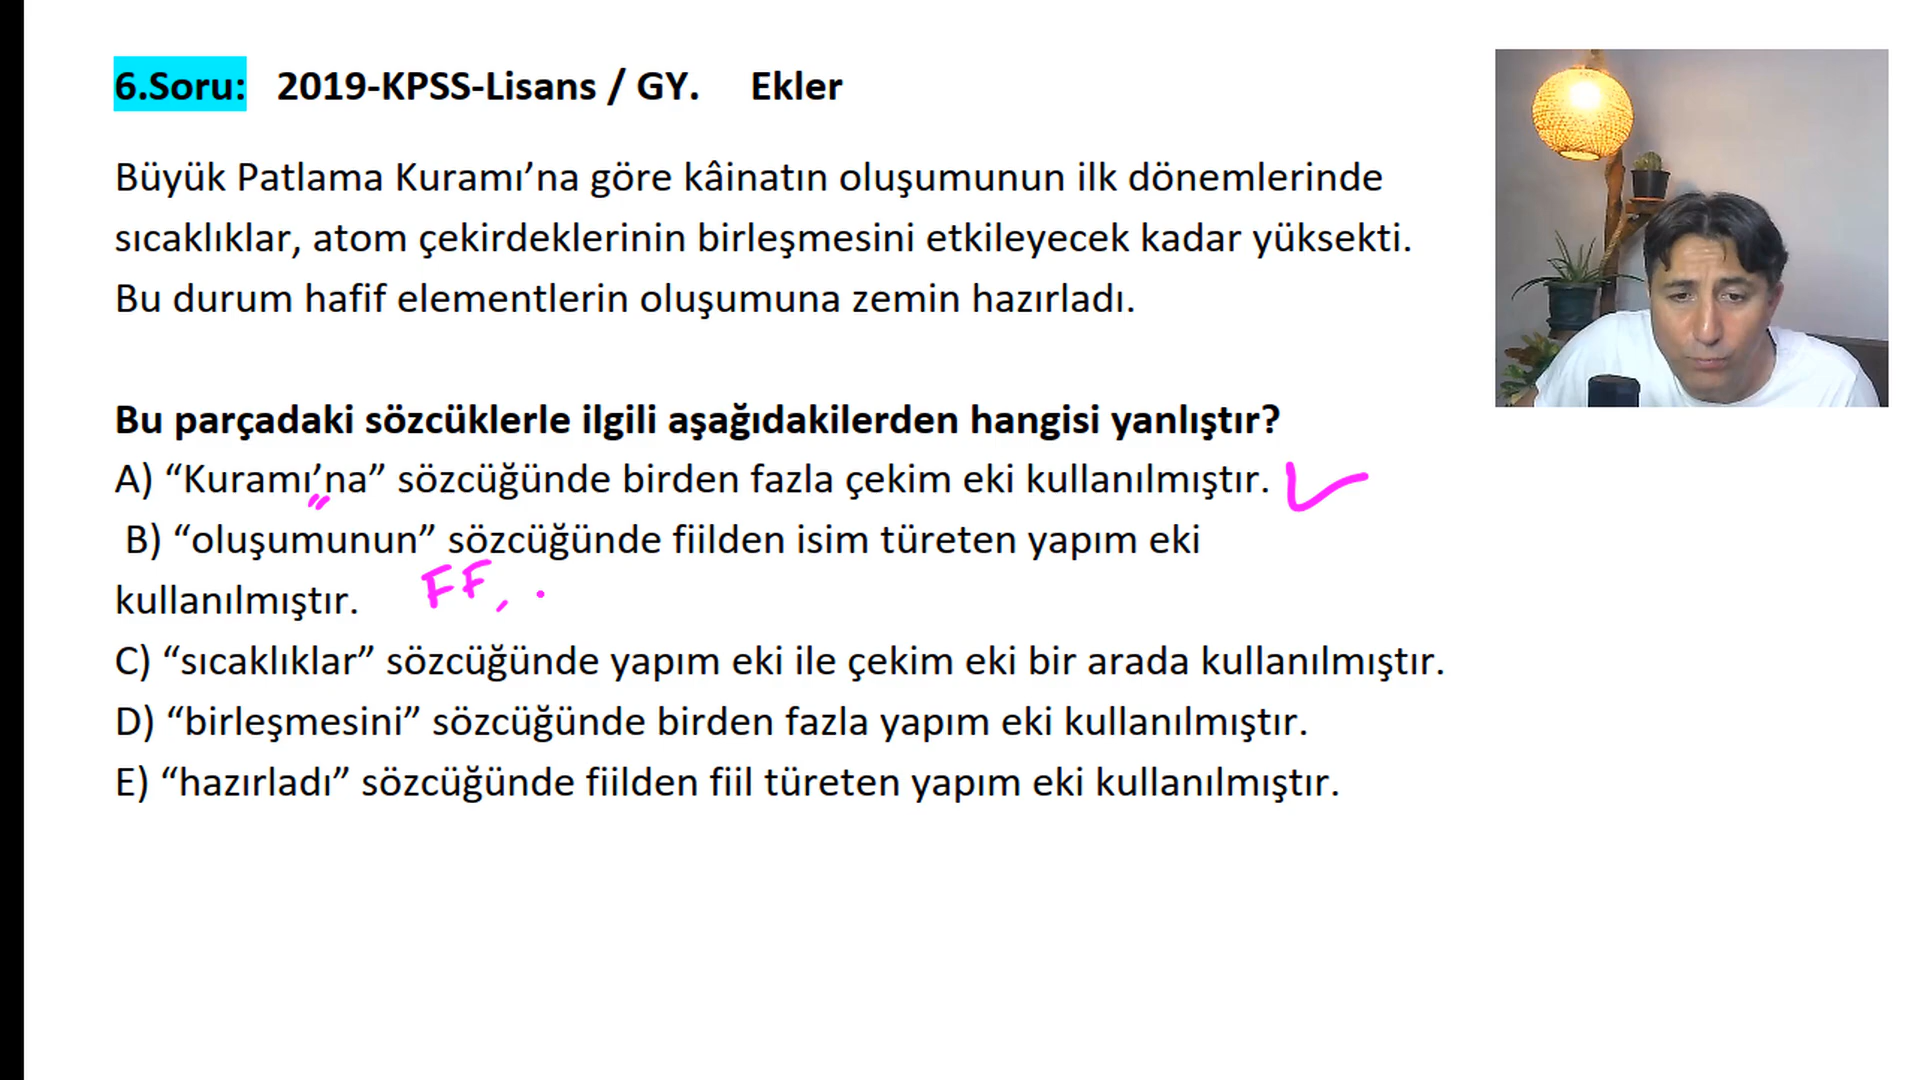 6.Soru: 2019-KPSS-Lisans / GY. Ekler
Büyük Patlama Kuramı’na göre kâinatın oluşumunun ilk dönemlerinde
sıcaklıklar, atom çekirdeklerinin birleşmesini etkileyecek kadar yüksekti.
Bu durum hafif elementlerin oluşumuna zemin hazırladı.
Bu parçadaki sözcüklerle ilgili aşağıdakilerden hangisi yanlıştır?
A) “Kuramı’na” sözcüğünde birden fazla çekim eki kullanılmıştır.
B) “oluşumunun” sözcüğünde fiilden isim türeten yapım eki
kullanılmıştır. FF, .
C) “sıcaklıklar” sözcüğünde yapım eki ile çekim eki bir arada kullanılmıştır.
D) “birleşmesini” sözcüğünde birden fazla yapım eki kullanılmıştır.
E) “hazırladı” sözcüğünde fiilden fiil türeten yapım eki kullanılmıştır.